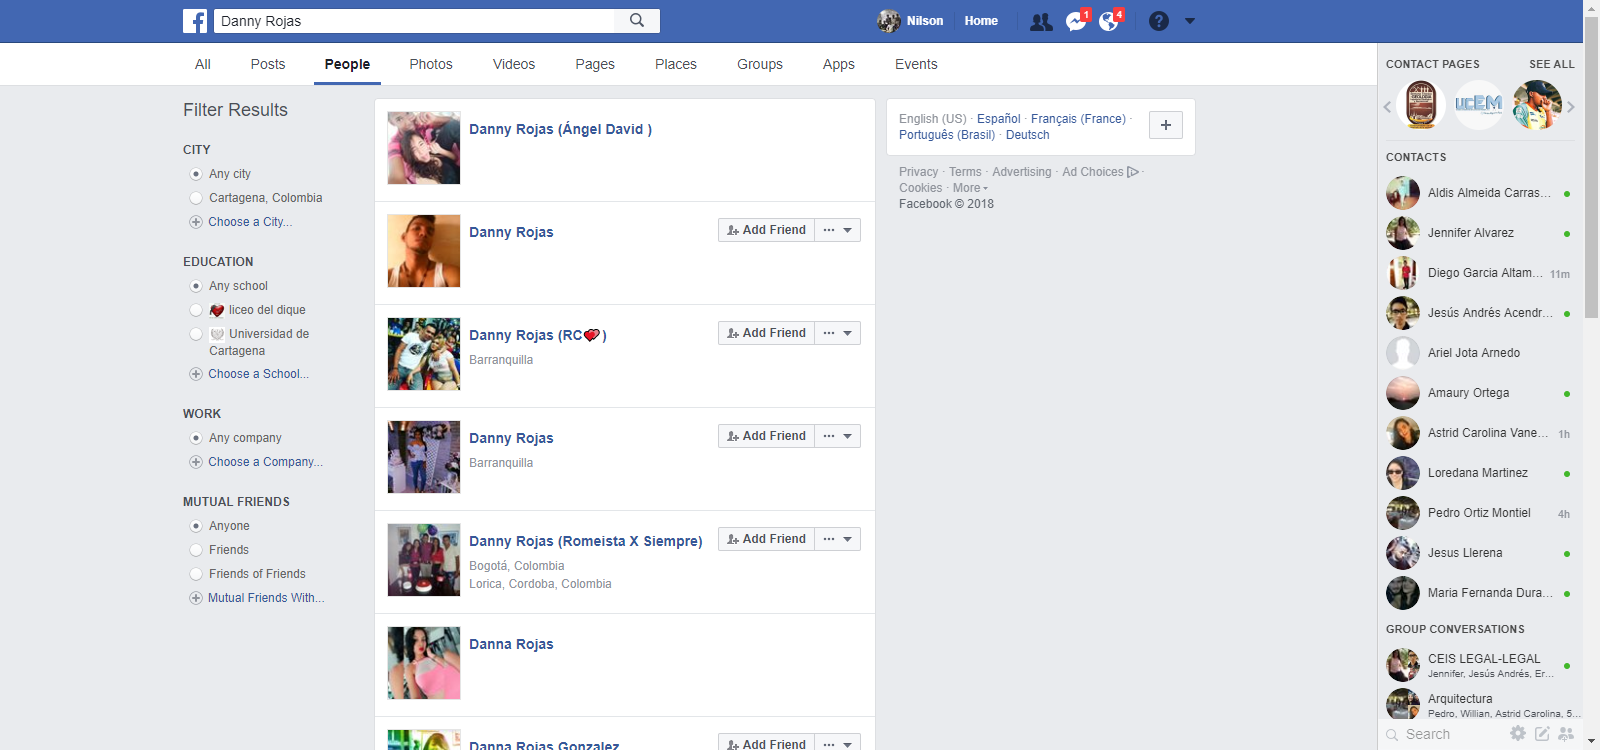 Danny Rojas
Nilson
Home
1
4
All
Posts
People
Photos
Videos
Pages
Places
Groups
Apps
Events
Filter Results
CITY
Any city
Cartagena, Colombia
Choose a City...
EDUCATION
Any school
liceo del dique
Universidad de
Cartagena
Choose a School...
WORK
Any company
Choose a Company...
MUTUAL FRIENDS
Anyone
Friends
Friends of Friends
Mutual Friends With...
Danny Rojas (Ángel David )
Danny Rojas
Add Friend
Danny Rojas (RC💕)
Add Friend
Barranquilla
Danny Rojas
Add Friend
Barranquilla
Danny Rojas (Romeista X Siempre)
Add Friend
Bogotá, Colombia
Lorica, Cordoba, Colombia
Danna Rojas
Danna Rojas Gonzalez
Add Friend
English (US) · Español · Français (France) ·
Português (Brasil) · Deutsch
Privacy · Terms · Advertising · Ad Choices ·
Cookies · More
Facebook © 2018
CONTACT PAGES
SEE ALL
UCEM
CONTACTS
Aldis Almeida Carras...
Jennifer Alvarez
Diego Garcia Altam... 11m
Jesús Andrés Acendr...
Ariel Jota Arnedo
Amaury Ortega
Astrid Carolina Vane... 1h
Loredana Martinez
Pedro Ortiz Montiel 4h
Jesus Llerena
Maria Fernanda Dura...
GROUP CONVERSATIONS
CEIS LEGAL-LEGAL
Jennifer, Jesús Andrés, Er...
Arquitectura
Pedro, Willian, Astrid Carolina, 5...
Search